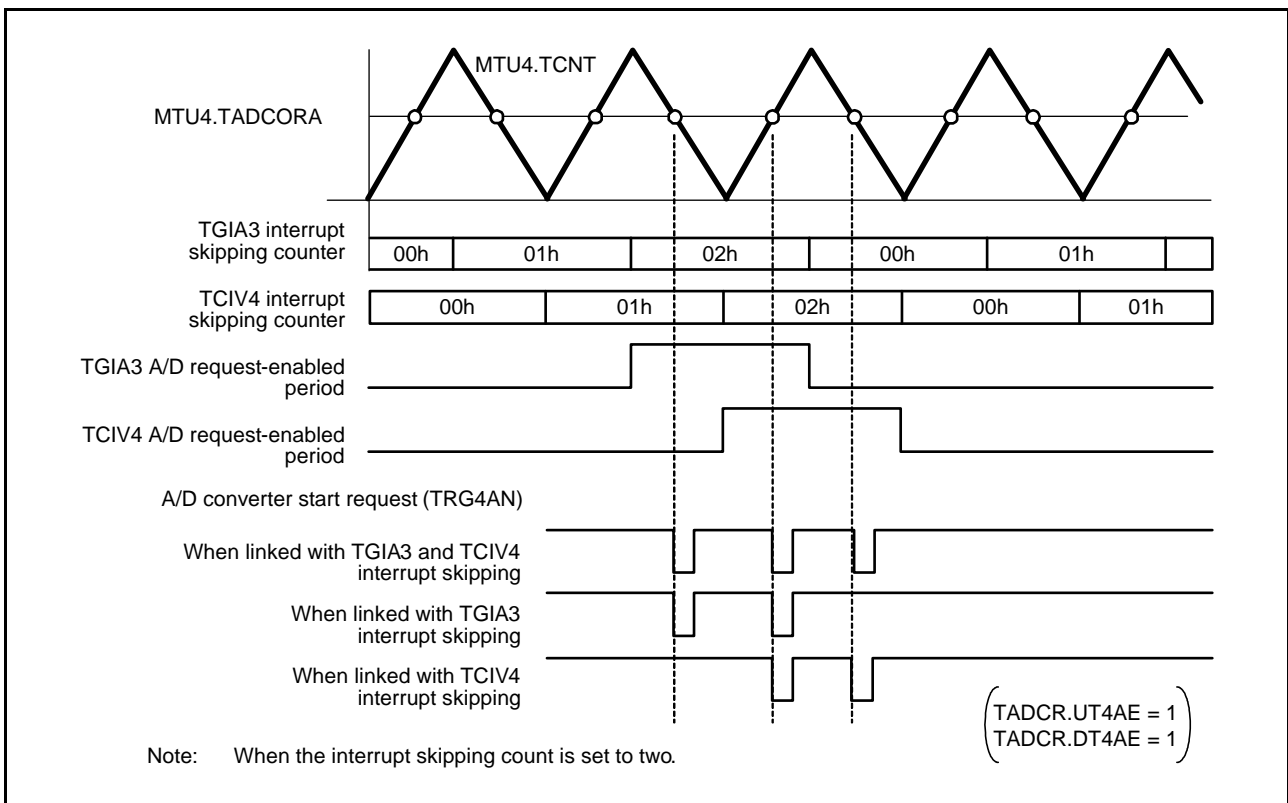 MTU4.TCNT
MTU4.TADCORA
TGIA3 interrupt
skipping counter
00h 01h 02h 00h 01h
TCIV4 interrupt
skipping counter
00h 01h 02h 00h 01h
TGIA3 A/D request-enabled
period
TCIV4 A/D request-enabled
period
A/D converter start request (TRG4AN)
When linked with TGIA3 and TCIV4
interrupt skipping
When linked with TGIA3
interrupt skipping
When linked with TCIV4
interrupt skipping
TADCR.UT4AE = 1
TADCR.DT4AE = 1
Note: When the interrupt skipping count is set to two.